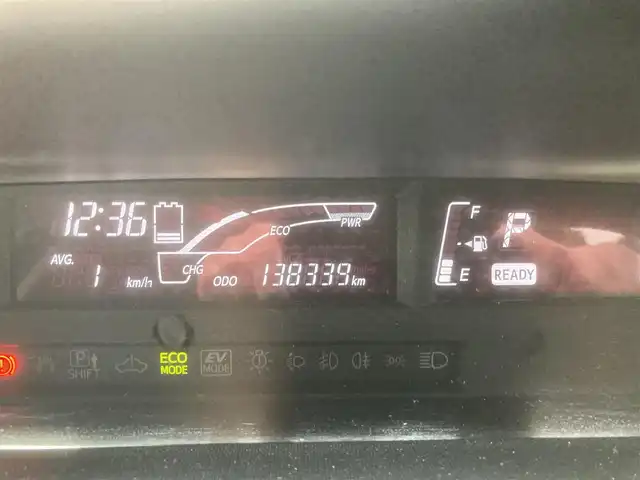 12:36
AVG. 1 km/h
CHG ECO PWR
ODO 138339 km
F
E
P
READY
P SHIFT
ECO MODE
EV MODE